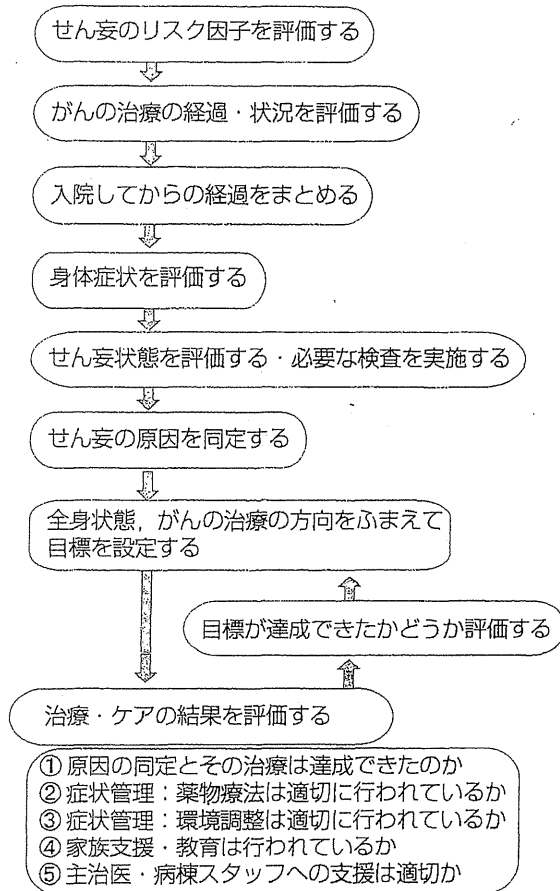 せん妄のリスク因子を評価する
がんの治療の経過・状況を評価する
入院してからの経過をまとめる
身体症状を評価する
せん妄状態を評価する・必要な検査を実施する
せん妄の原因を同定する
全身状態，がんの治療の方向をふまえて
目標を設定する
目標が達成できたかどうか評価する
治療・ケアの結果を評価する
① 原因の同定とその治療は達成できたのか
② 症状管理：薬物療法は適切に行われているか
③ 症状管理：環境調整は適切に行われているか
④ 家族支援・教育は行われているか
⑤ 主治医・病棟スタッフへの支援は適切か